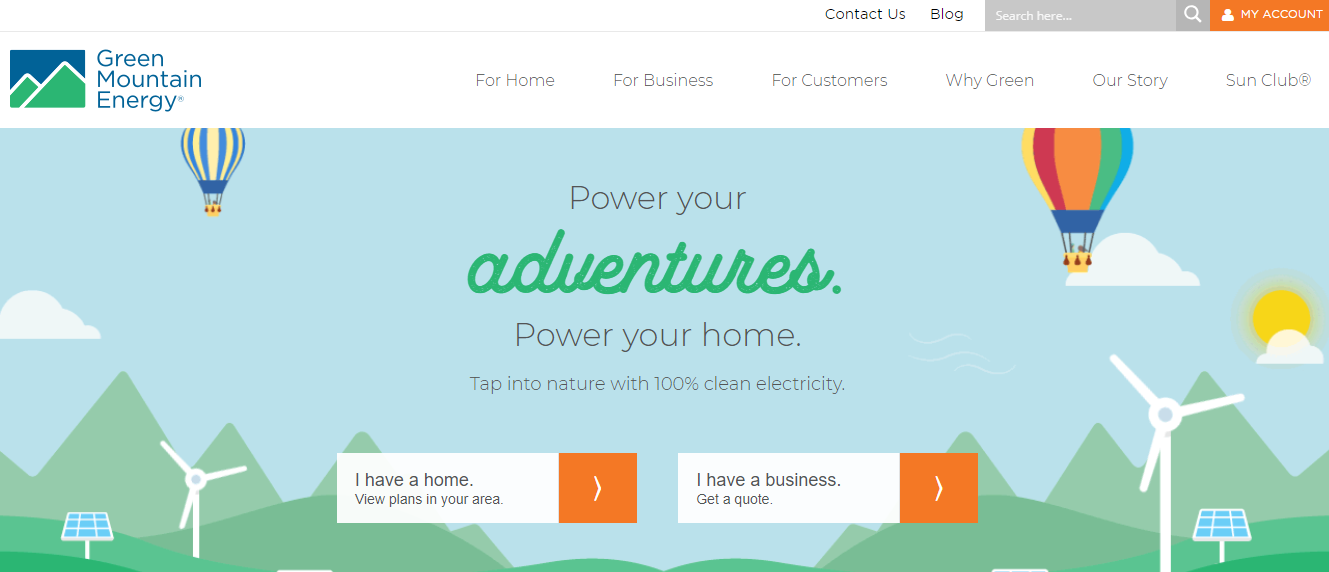 Contact Us
Blog
Search here...
MY ACCOUNT
Green
Mountain
Energy®
For Home
For Business
For Customers
Why Green
Our Story
Sun Club®
Power your
adventures.
Power your home.
Tap into nature with 100% clean electricity.
I have a home.
View plans in your area.
I have a business.
Get a quote.